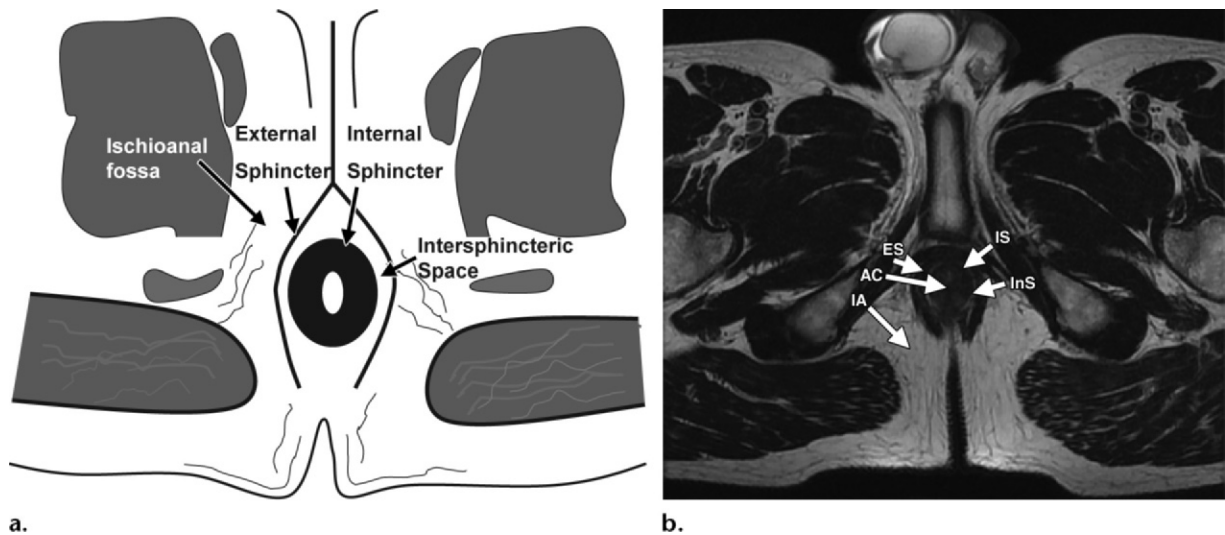 Ischioanal
fossa
External
Sphincter
Internal
Sphincter
Intersphincteric
Space
a.
ES
IS
AC
InS
IA
b.